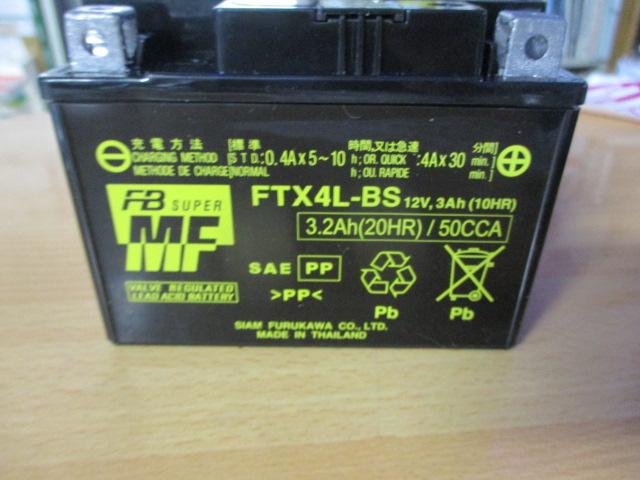 ⊖ 充電方法 [標準 時間,又は急速 分間] ⊕
CHARGING METHOD [S T D.:0.4A×5~10 h; OR. QUICK :4A×30 min.]
METHODE DE CHARGE[NORMAL h; OU. RAPIDE min.]
FB SUPER
MF
FTX4L-BS 12V, 3Ah (10HR)
3.2Ah(20HR) / 50CCA
SAE PP
>PP<
Pb Pb
VALVE REGULATED
LEAD ACID BATTERY
SIAM FURUKAWA CO., LTD.
MADE IN THAILAND